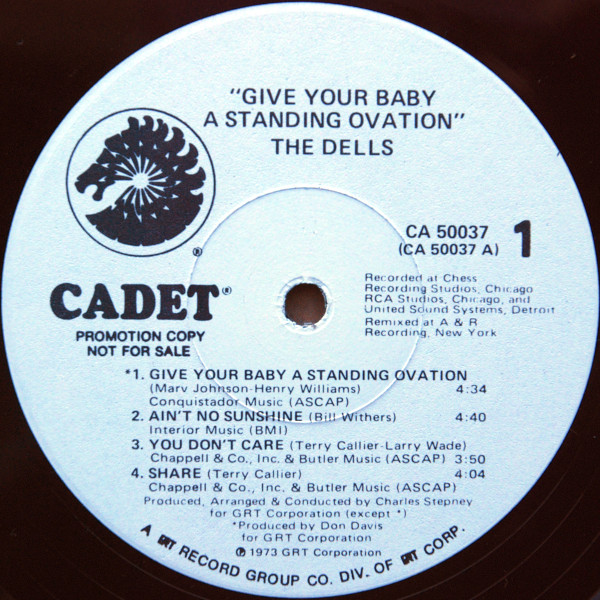 "GIVE YOUR BABY
A STANDING OVATION"
THE DELLS
®
CADET®
PROMOTION COPY
NOT FOR SALE
CA 50037
(CA 50037 A)
1
Recorded at Chess
Recording Studios, Chicago
RCA Studios, Chicago, and
United Sound Systems, Detroit
Remixed at A & R
Recording, New York
*1. GIVE YOUR BABY A STANDING OVATION
(Marv Johnson-Henry Williams) 4:34
Conquistador Music (ASCAP)
2. AIN'T NO SUNSHINE (Bill Withers) 4:40
Interior Music (BMI)
3. YOU DON'T CARE (Terry Callier-Larry Wade)
Chappell & Co., Inc. & Butler Music (ASCAP) 3:50
4. SHARE (Terry Callier) 4:04
Chappell & Co., Inc. & Butler Music (ASCAP)
Produced, Arranged & Conducted by Charles Stepney
for GRT Corporation (except *)
*Produced by Don Davis
for GRT Corporation
℗ 1973 GRT Corporation
A GRT RECORD GROUP CO. DIV. OF GRT CORP.